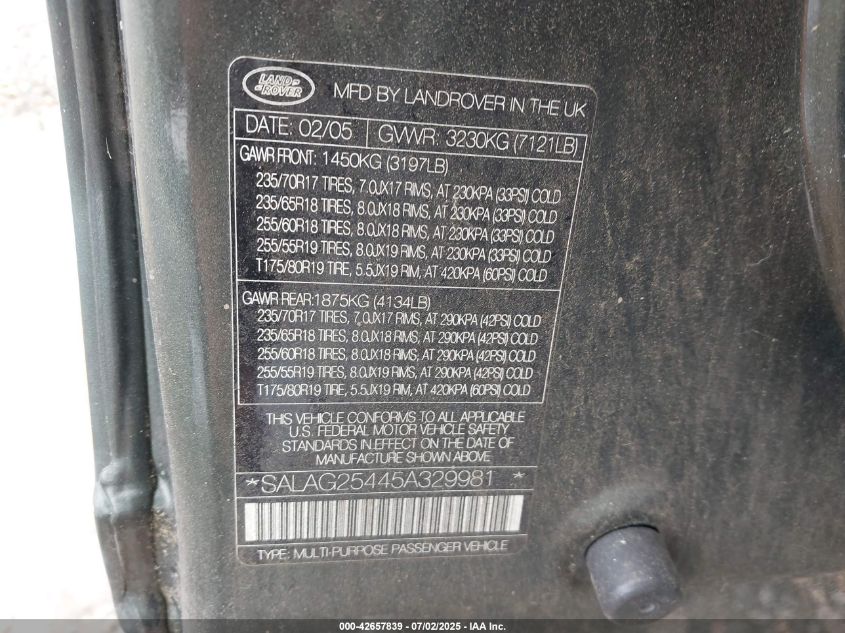 LAND
ROVER
MFD BY LANDROVER IN THE UK
DATE: 02/05 GVWR: 3230KG (7121LB)
GAWR FRONT: 1450KG (3197LB)
235/70R17 TIRES, 7.0JX17 RIMS, AT 230KPA (33PSI) COLD
235/65R18 TIRES, 8.0JX18 RIMS, AT 230KPA (33PSI) COLD
255/60R18 TIRES, 8.0JX18 RIMS, AT 230KPA (33PSI) COLD
255/55R19 TIRES, 8.0JX19 RIMS, AT 230KPA (33PSI) COLD
T175/80R19 TIRE, 5.5JX19 RIM, AT 420KPA (60PSI) COLD
GAWR REAR:1875KG (4134LB)
235/70R17 TIRES, 7.0JX17 RIMS, AT 290KPA (42PSI) COLD
235/65R18 TIRES, 8.0JX18 RIMS, AT 290KPA (42PSI) COLD
255/60R18 TIRES, 8.0JX18 RIMS, AT 290KPA (42PSI) COLD
255/55R19 TIRES, 8.0JX19 RIMS, AT 290KPA (42PSI) COLD
T175/80R19 TIRE, 5.5JX19 RIM, AT 420KPA (60PSI) COLD
THIS VEHICLE CONFORMS TO ALL APPLICABLE
U.S. FEDERAL MOTOR VEHICLE SAFETY
STANDARDS IN EFFECT ON THE DATE OF
MANUFACTURE SHOWN ABOVE
*SALAG25445A329981 *
TYPE: MULTI-PURPOSE PASSENGER VEHICLE
000-42657839 - 07/02/2025 - IAA Inc.